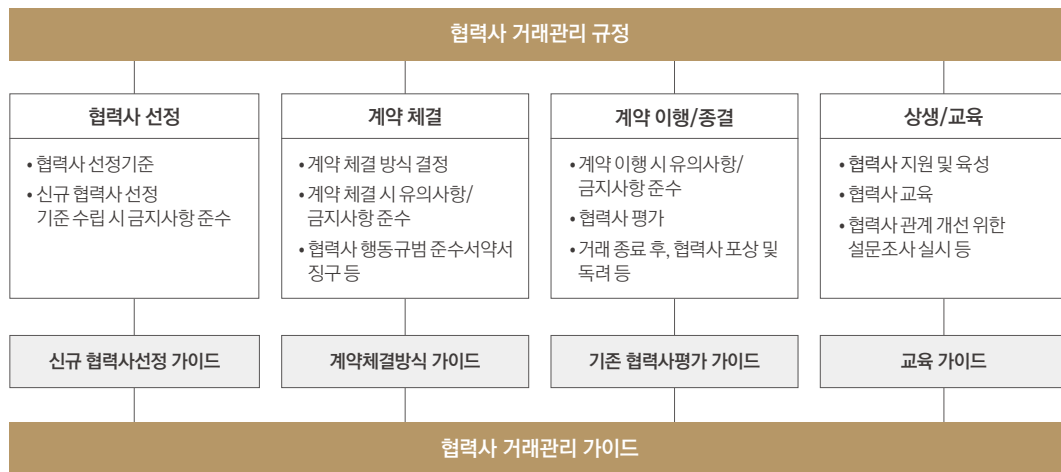 협력사 거래관리 규정
협력사 선정
• 협력사 선정기준
• 신규 협력사 선정
기준 수립 시 금지사항 준수
계약 체결
• 계약 체결 방식 결정
• 계약 체결 시 유의사항/
금지사항 준수
• 협력사 행동규범 준수서약서
징구 등
계약 이행/종결
• 계약 이행 시 유의사항/
금지사항 준수
• 협력사 평가
• 거래 종료 후, 협력사 포상 및
독려 등
상생/교육
• 협력사 지원 및 육성
• 협력사 교육
• 협력사 관계 개선 위한
설문조사 실시 등
신규 협력사선정 가이드
계약체결방식 가이드
기존 협력사평가 가이드
교육 가이드
협력사 거래관리 가이드